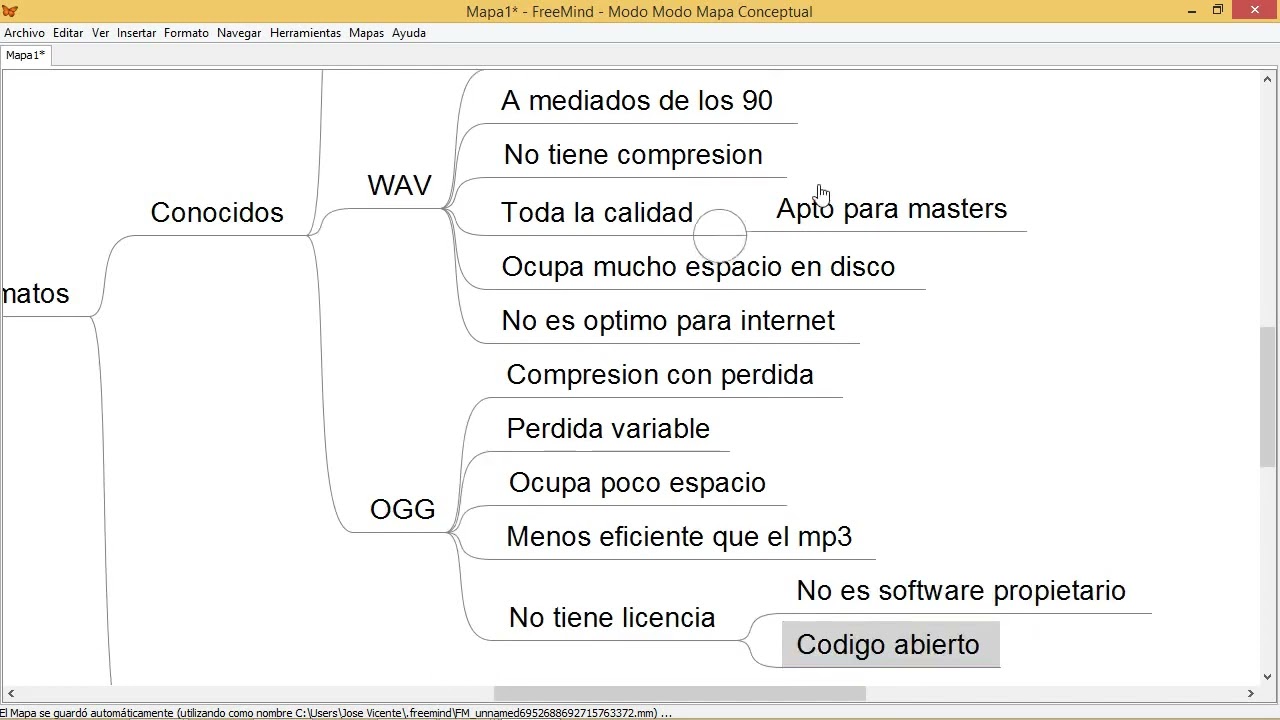 Mapa1* - FreeMind - Modo Modo Mapa Conceptual
Archivo Editar Ver Insertar Formato Navegar Herramientas Mapas Ayuda
Mapa1*
A mediados de los 90
No tiene compresion
WAV
Conocidos
Toda la calidad
Apto para masters
Ocupa mucho espacio en disco
matos
No es optimo para internet
Compresion con perdida
Perdida variable
Ocupa poco espacio
OGG
Menos eficiente que el mp3
No es software propietario
No tiene licencia
Codigo abierto
El Mapa se guardó automáticamente (utilizando como nombre C:\Users\Jose Vicente\.freemind\FM_unnamed6952688692715763372.mm) ...